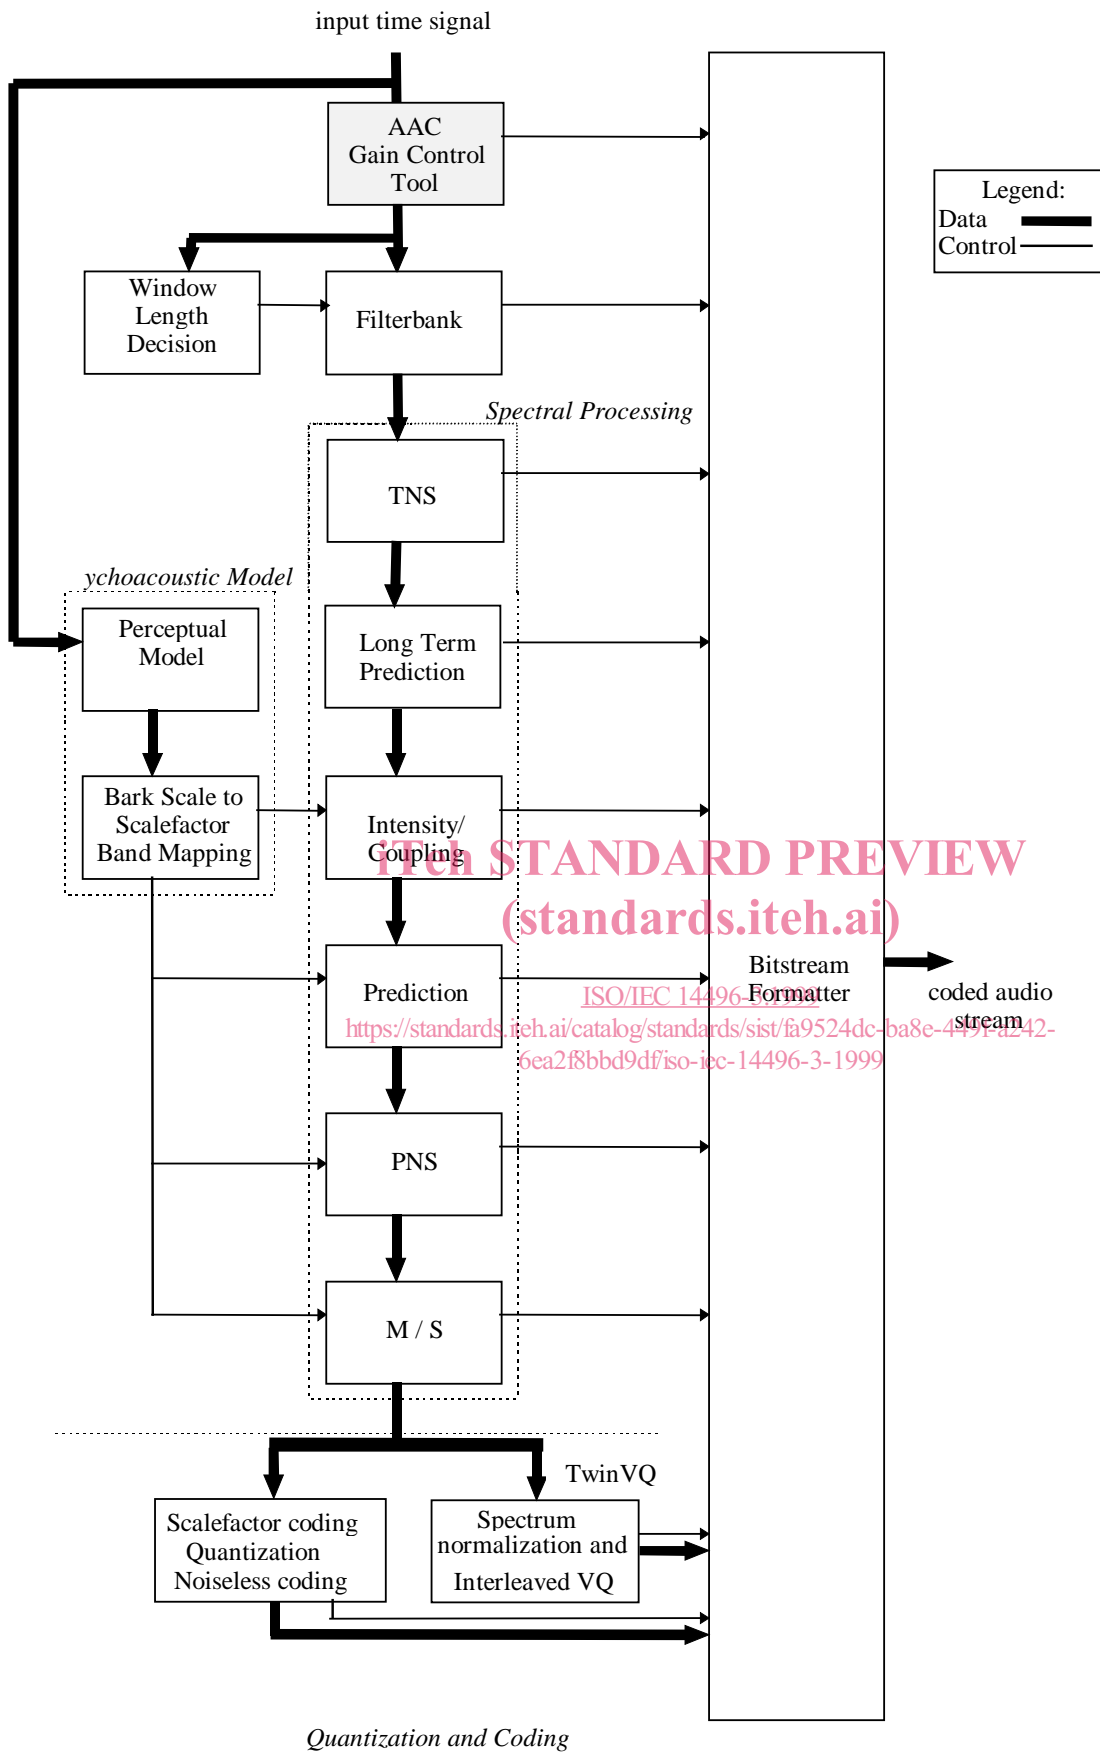 input time signal
AAC
Gain Control
Tool
Legend:
Data
Control
Window
Length
Decision
Filterbank
Spectral Processing
TNS
ychoacoustic Model
Perceptual
Model
Long Term
Prediction
Bark Scale to
Scalefactor
Band Mapping
Intensity/
Coupling
iTeh STANDARD PREVIEW
(standards.iteh.ai)
Prediction
Bitstream
Formatter
coded audio
stream
ISO/IEC 14496-3:1999
https://standards.iteh.ai/catalog/standards/sist/fa9524dc-ba8e-449f-a242-
6ea2f8bbd9df/iso-iec-14496-3-1999
PNS
M / S
TwinVQ
Scalefactor coding
Quantization
Noiseless coding
Spectrum
normalization and
Interleaved VQ
Quantization and Coding